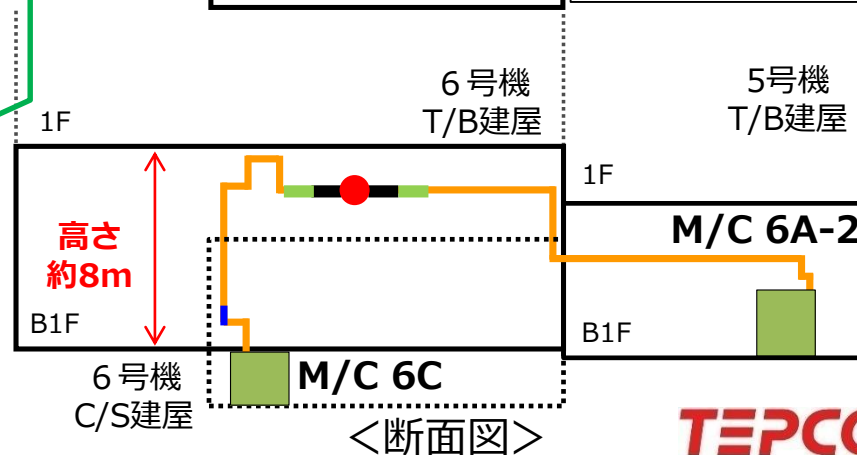 6号機
T/B建屋
5号機
T/B建屋
1F
1F
高さ
約8m
M/C 6A-2
B1F
B1F
6号機
C/S建屋
M/C 6C
<断面図>
TEPCO